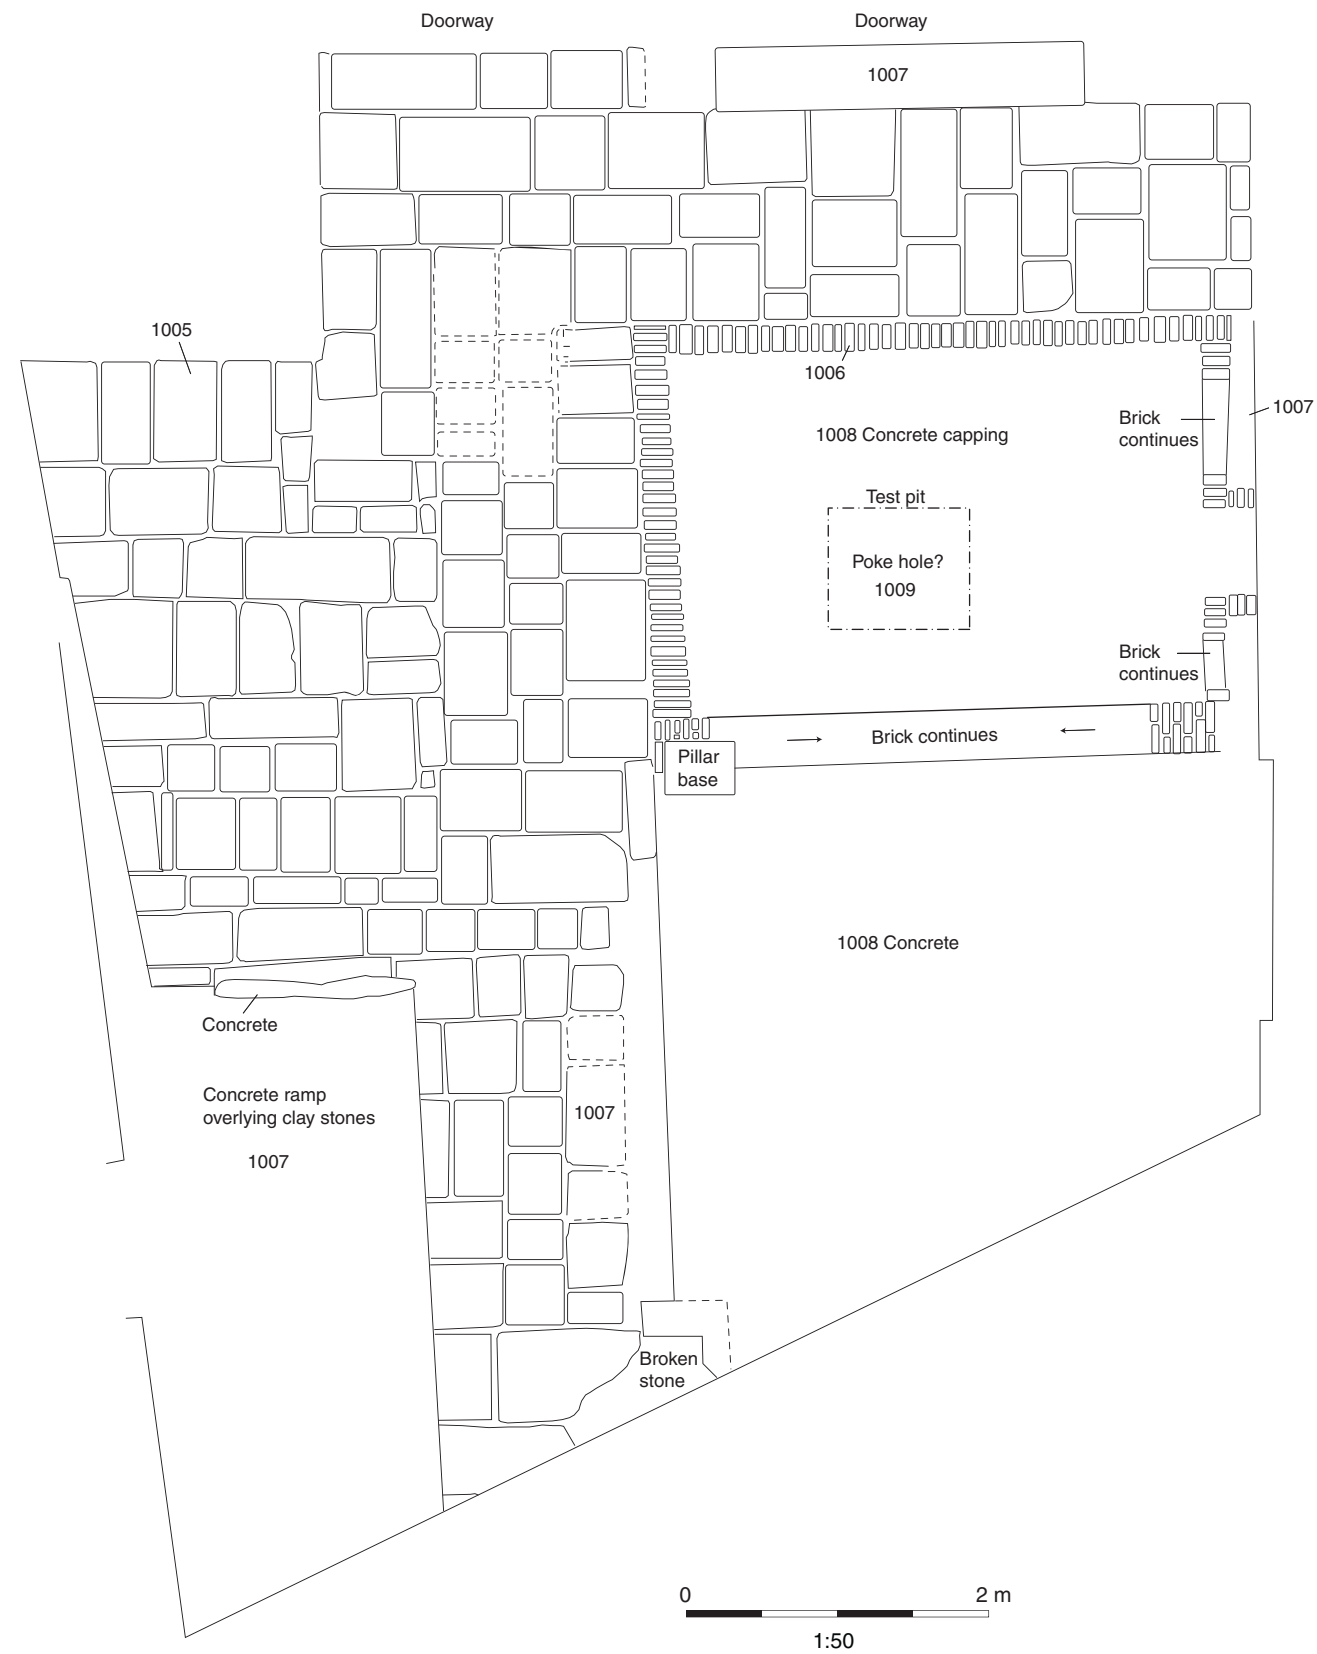 Doorway
Doorway
1007
1005
1006
1007
Brick
continues
1008 Concrete capping
Test pit
Poke hole?
1009
Brick
continues
Brick continues
Pillar
base
1008 Concrete
Concrete
Concrete ramp
overlying clay stones
1007
1007
Broken
stone
0
2 m
1:50